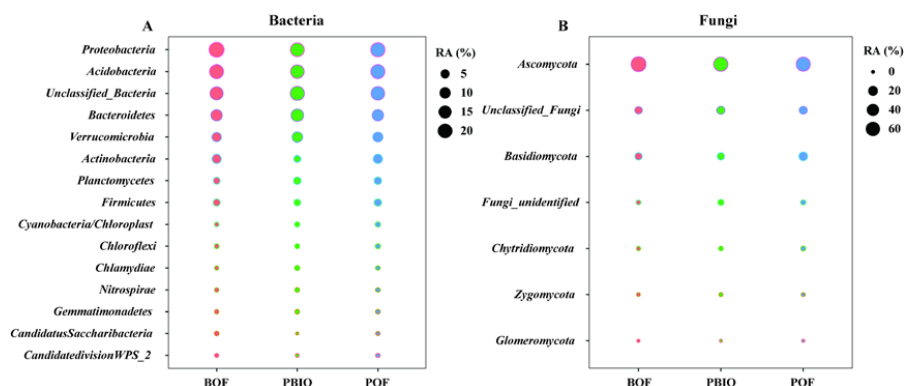 A
Bacteria
Proteobacteria
Acidobacteria
Unclassified_Bacteria
Bacteroidetes
Verrucomicrobia
Actinobacteria
Planctomycetes
Firmicutes
Cyanobacteria/Chloroplast
Chloroflexi
Chlamydiae
Nitrospirae
Gemmatimonadetes
CandidatusSaccharibacteria
CandidatedivisionWPS_2
BOF PBIO POF
RA (%)
5
10
15
20
B
Fungi
Ascomycota
Unclassified_Fungi
Basidiomycota
Fungi_unidentified
Chytridiomycota
Zygomycota
Glomeromycota
BOF PBIO POF
RA (%)
0
20
40
60